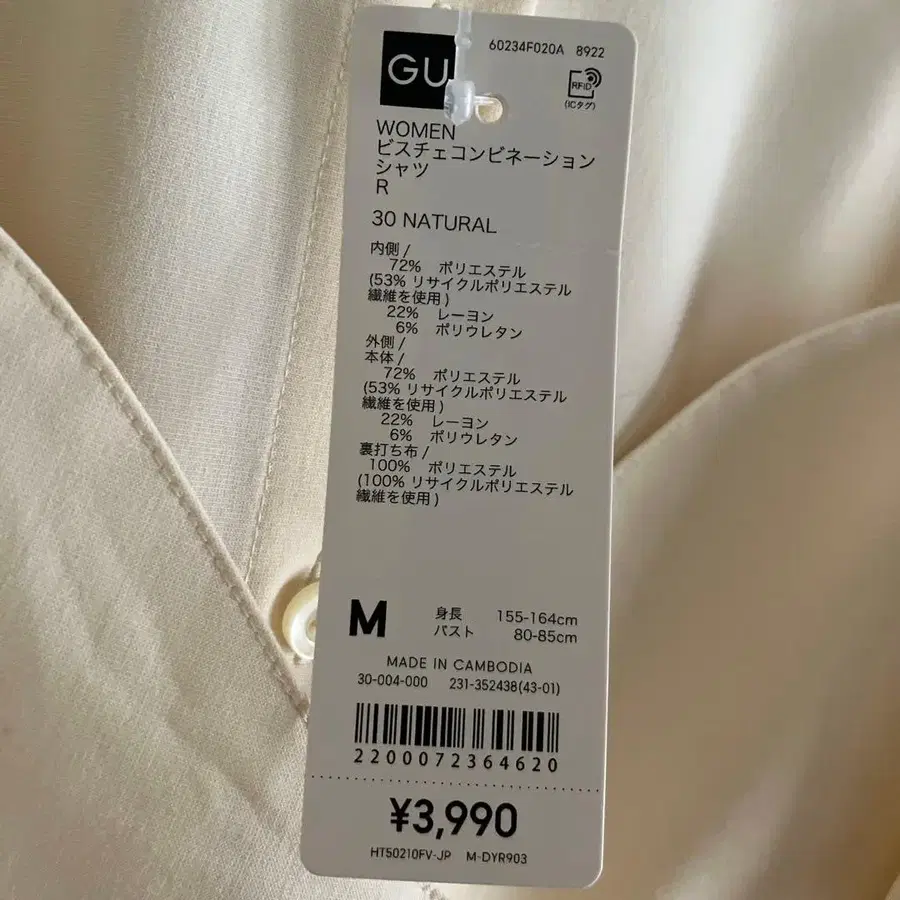 60234F020A 8922
GU
RFID
(ICタグ)
WOMEN
ビスチェコンビネーション
シャツ
R
30 NATURAL
内側 /
72% ポリエステル
(53% リサイクルポリエステル
繊維を使用 )
22% レーヨン
6% ポリウレタン
外側 /
本体 /
72% ポリエステル
(53% リサイクルポリエステル
繊維を使用 )
22% レーヨン
6% ポリウレタン
裏打ち布 /
100% ポリエステル
(100% リサイクルポリエステル
繊維を使用 )
M 身長 155-164cm
バスト 80-85cm
MADE IN CAMBODIA
30-004-000 231-352438(43-01)
2200072364620
¥3,990
HT50210FV-JP M-DYR903